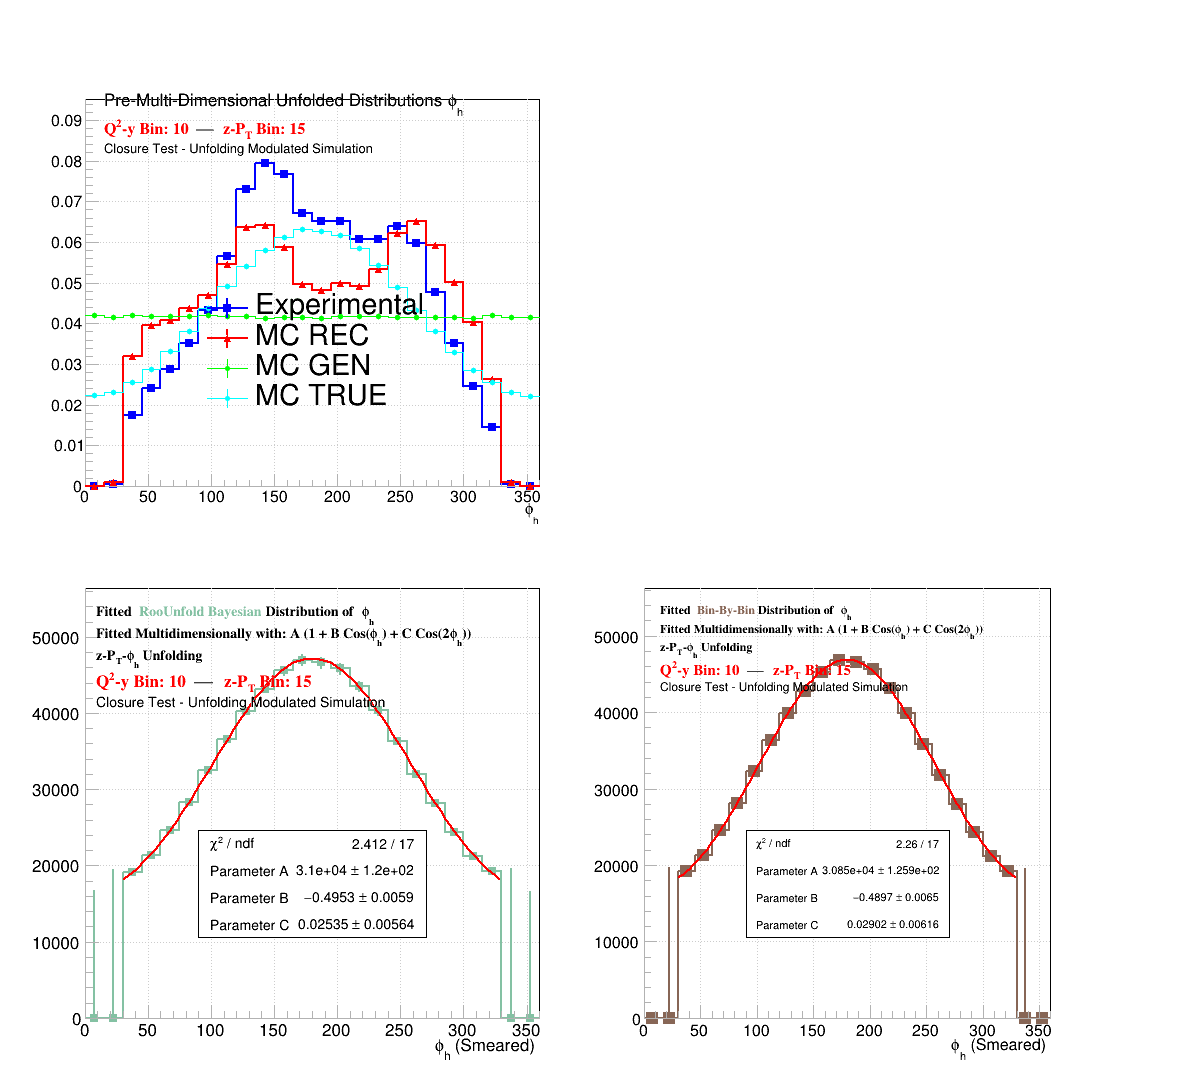 Pre-Multi-Dimensional Unfolded Distributions ϕh
Q²-y Bin: 10 — z-PT Bin: 15
Closure Test - Unfolding Modulated Simulation
0.09
0.08
0.07
0.06
0.05
0.04
0.03
0.02
0.01
0
Experimental
MC REC
MC GEN
MC TRUE
0 50 100 150 200 250 300 350
ϕh
Fitted RooUnfold Bayesian Distribution of ϕh
Fitted Multidimensionally with: A (1 + B Cos(ϕh) + C Cos(2ϕh))
z-PT-ϕh Unfolding
Q²-y Bin: 10 — z-PT Bin: 15
Closure Test - Unfolding Modulated Simulation
50000
40000
30000
20000
10000
0
χ² / ndf 2.412 / 17
Parameter A 3.1e+04 ± 1.2e+02
Parameter B −0.4953 ± 0.0059
Parameter C 0.02535 ± 0.00564
0 50 100 150 200 250 300 350
ϕh (Smeared)
Fitted Bin-By-Bin Distribution of ϕh
Fitted Multidimensionally with: A (1 + B Cos(ϕh) + C Cos(2ϕh))
z-PT-ϕh Unfolding
Q²-y Bin: 10 — z-PT Bin: 15
Closure Test - Unfolding Modulated Simulation
50000
40000
30000
20000
10000
0
χ² / ndf 2.26 / 17
Parameter A 3.085e+04 ± 1.259e+02
Parameter B −0.4897 ± 0.0065
Parameter C 0.02902 ± 0.00616
0 50 100 150 200 250 300 350
ϕh (Smeared)